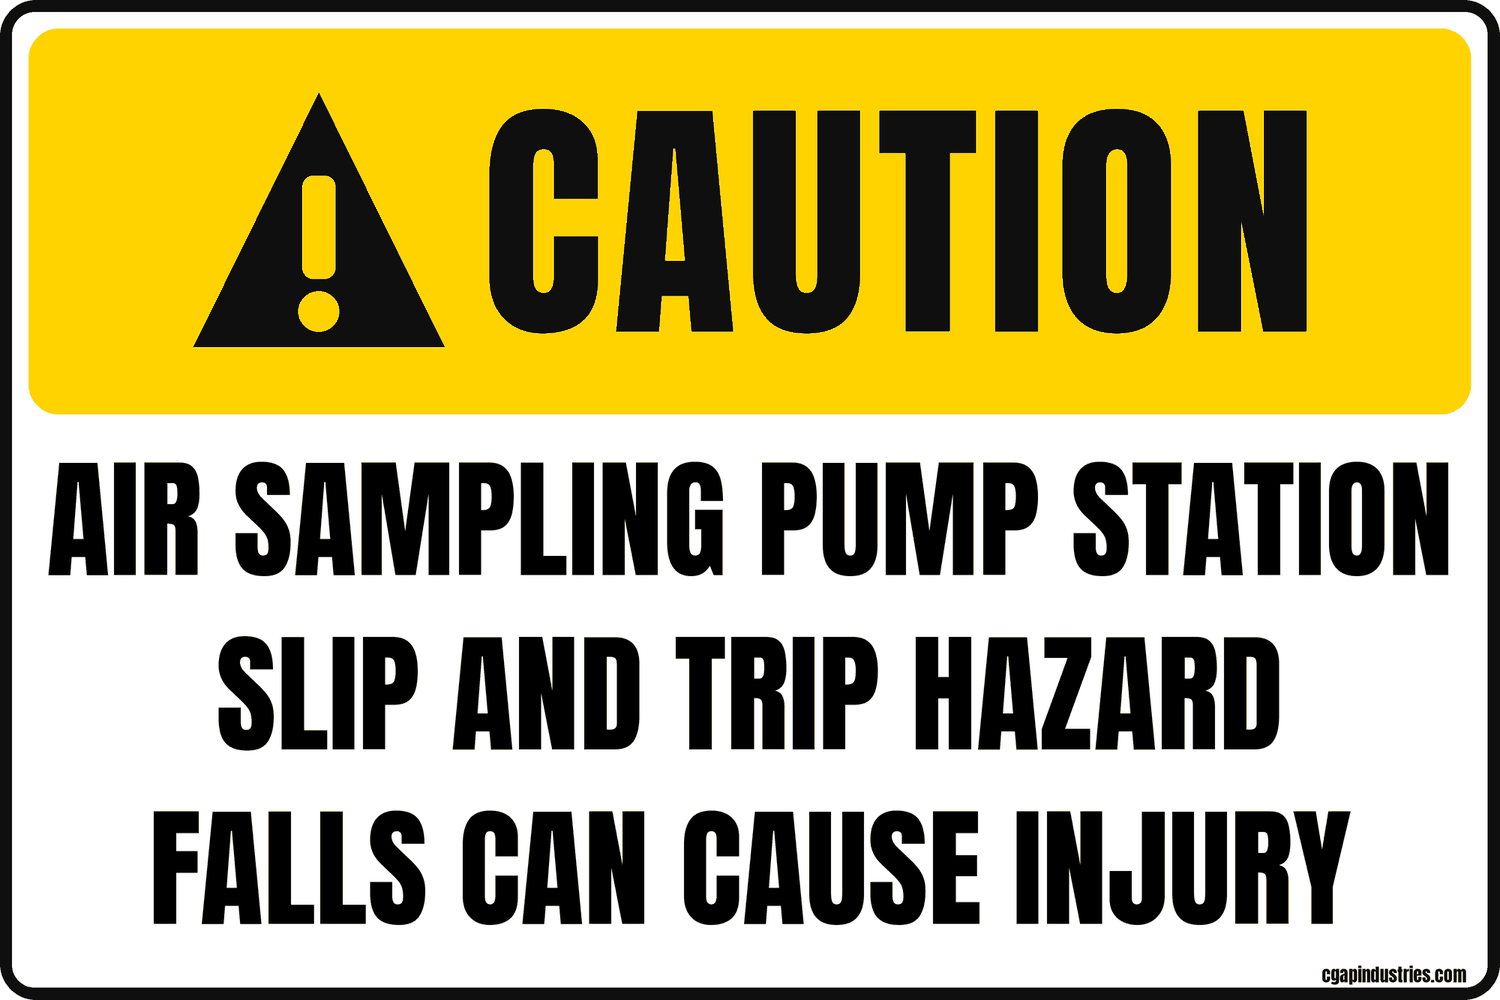 CAUTION
AIR SAMPLING PUMP STATION
SLIP AND TRIP HAZARD
FALLS CAN CAUSE INJURY
cgapindustries.com